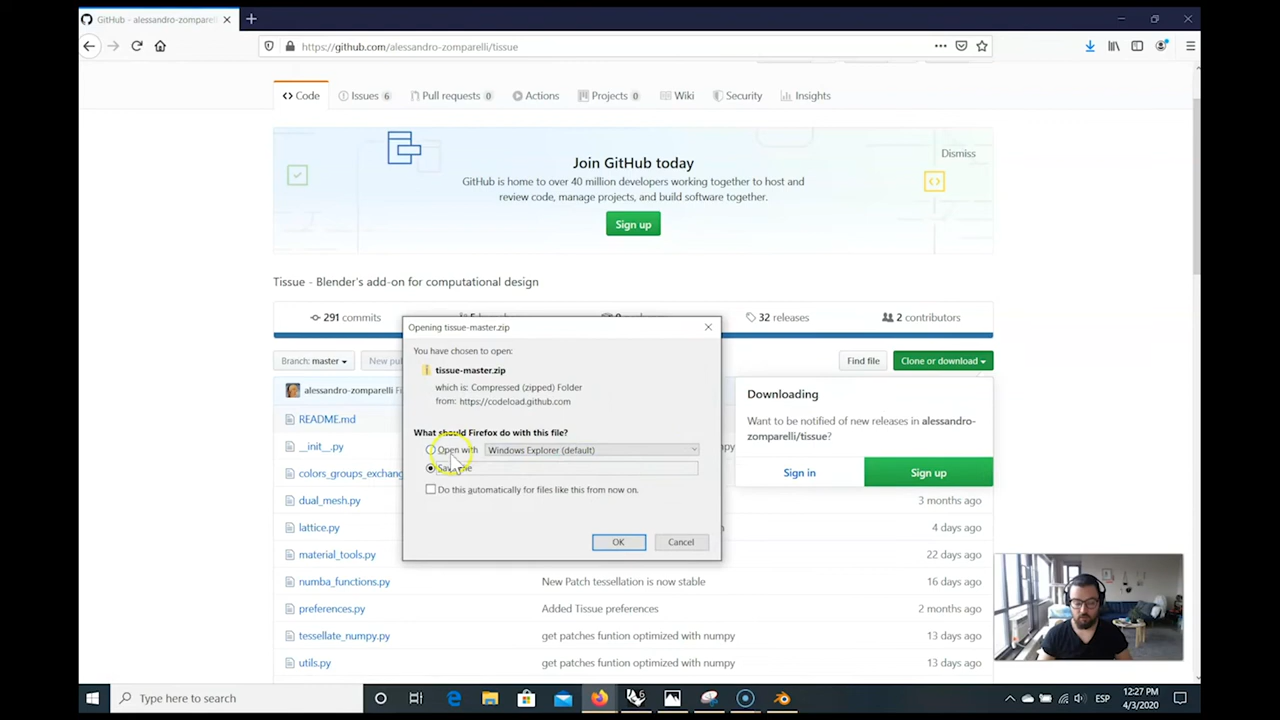 GitHub - alessandro-zomparel
https://github.com/alessandro-zomparelli/tissue
Code
Issues 6
Pull requests 0
Actions
Projects 0
Wiki
Security
Insights
Dismiss
Join GitHub today
GitHub is home to over 40 million developers working together to host and
review code, manage projects, and build software together.
Sign up
Tissue - Blender's add-on for computational design
291 commits
32 releases
2 contributors
Branch: master
New pu
Find file
Clone or download
alessandro-zomparelli
README.md
__init__.py
colors_groups_exchang
dual_mesh.py
3 months ago
lattice.py
4 days ago
material_tools.py
22 days ago
numba_functions.py
New Patch tessellation is now stable
16 days ago
preferences.py
Added Tissue preferences
2 months ago
tessellate_numpy.py
get patches funtion optimized with numpy
13 days ago
utils.py
get patches funtion optimized with numpy
13 days ago
Opening tissue-master.zip
You have chosen to open:
tissue-master.zip
which is: Compressed (zipped) Folder
from: https://codeload.github.com
What should Firefox do with this file?
Open with
Windows Explorer (default)
Save File
Do this automatically for files like this from now on.
OK
Cancel
Downloading
Want to be notified of new releases in alessandro-
zomparelli/tissue?
Sign in
Sign up
Type here to search
ESP
12:27 PM
4/3/2020